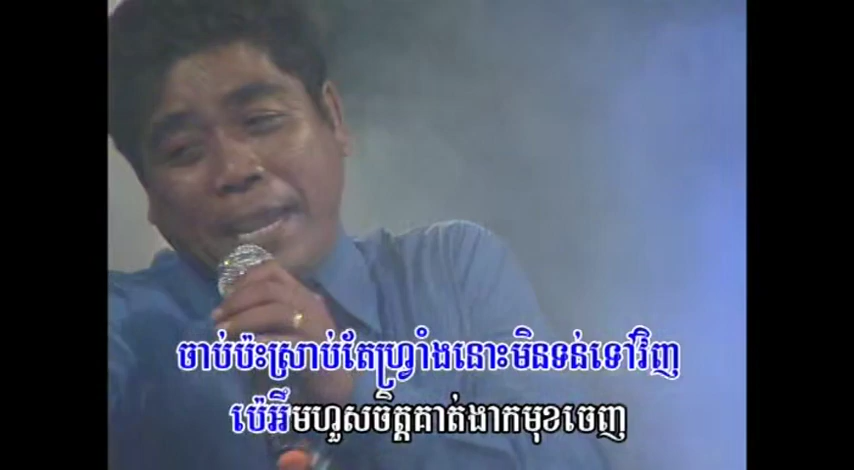 ចាប់ប៉ះស្រាប់តែហ្វ្រាំងនោះមិនទន់ទៅវិញ
ប៉េអឺមហួសចិត្តគាត់ងាកមុខចេញ